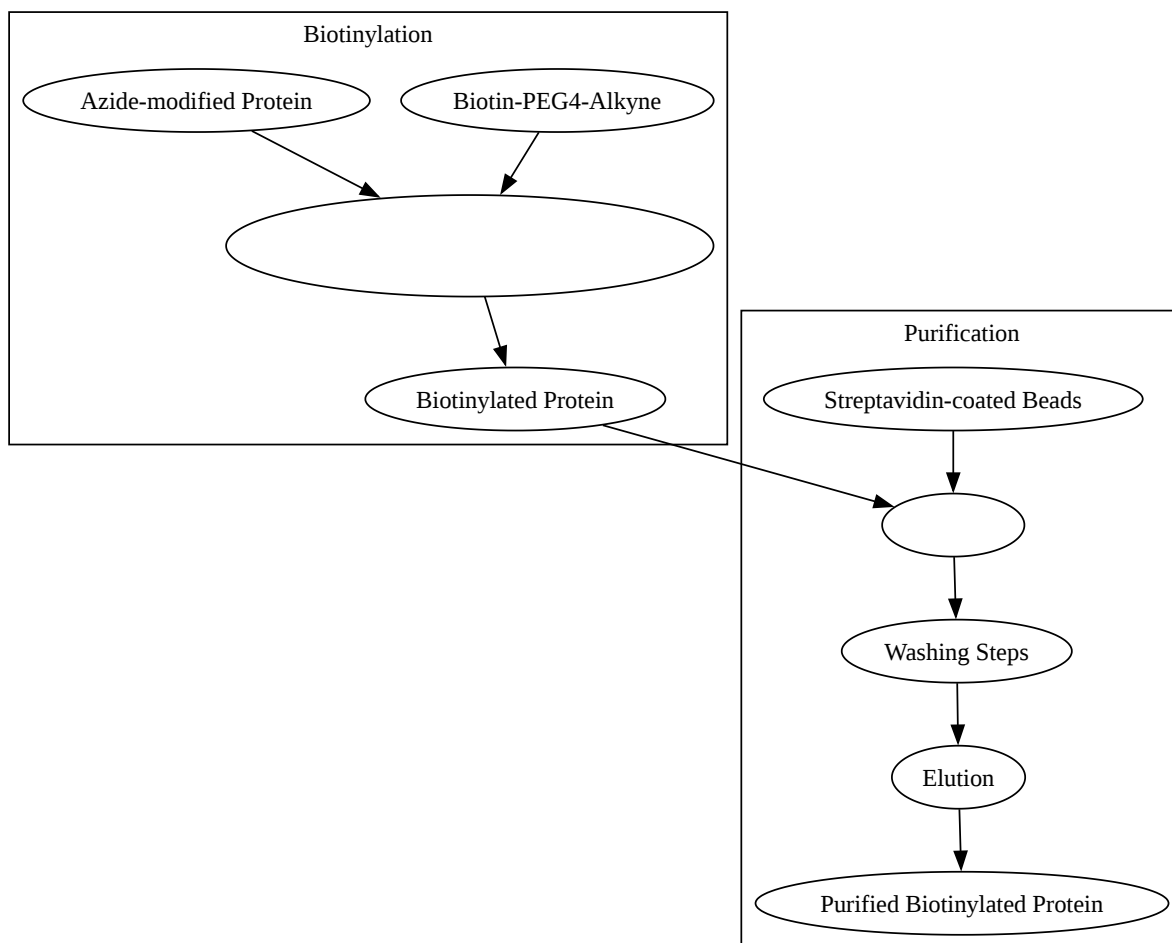 Biotinylation
Azide-modified Protein
Biotin-PEG4-Alkyne
Biotinylated Protein
Purification
Streptavidin-coated Beads
Washing Steps
Elution
Purified Biotinylated Protein